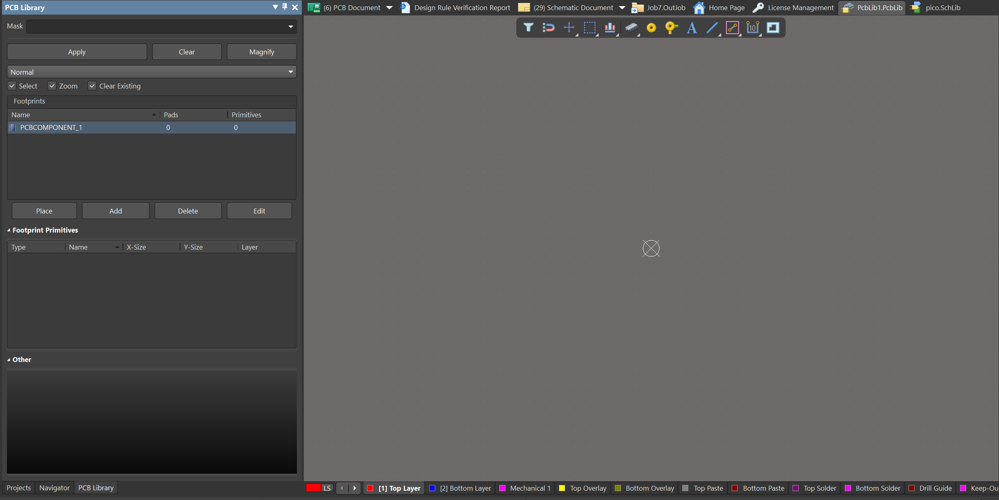 PCB Library
(6) PCB Document
Design Rule Verification Report
(29) Schematic Document
Job7.OutJob
Home Page
License Management
PcbLib1.PcbLib
pico.SchLib
Mask
10
Apply
Clear
Magnify
Normal
Select
Zoom
Clear Existing
Footprints
Name
Pads
Primitives
PCBCOMPONENT_1
0
0
Place
Add
Delete
Edit
Footprint Primitives
Type
Name
X-Size
Y-Size
Layer
Other
Projects
Navigator
PCB Library
LS
[1] Top Layer
[2] Bottom Layer
Mechanical 1
Top Overlay
Bottom Overlay
Top Paste
Bottom Paste
Top Solder
Bottom Solder
Drill Guide
Keep-Ou